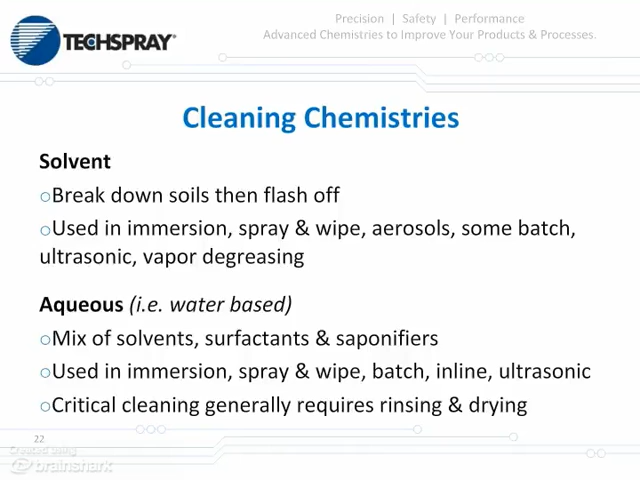 TECHSPRAY®
Precision | Safety | Performance
Advanced Chemistries to Improve Your Products & Processes.
Cleaning Chemistries
Solvent
○Break down soils then flash off
○Used in immersion, spray & wipe, aerosols, some batch,
ultrasonic, vapor degreasing
Aqueous (i.e. water based)
○Mix of solvents, surfactants & saponifiers
○Used in immersion, spray & wipe, batch, inline, ultrasonic
○Critical cleaning generally requires rinsing & drying
22
Created using
brainshark